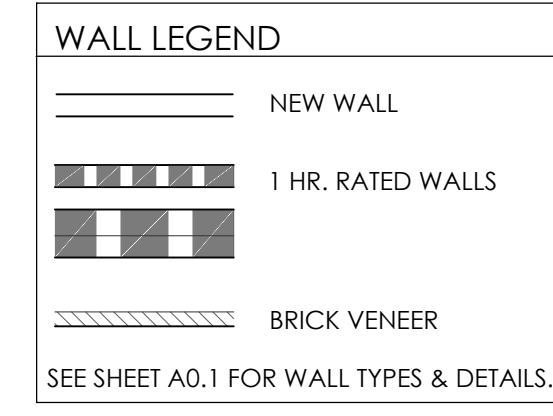 WALL LEGEND
NEW WALL
1 HR. RATED WALLS
BRICK VENEER
SEE SHEET A0.1 FOR WALL TYPES & DETAILS.